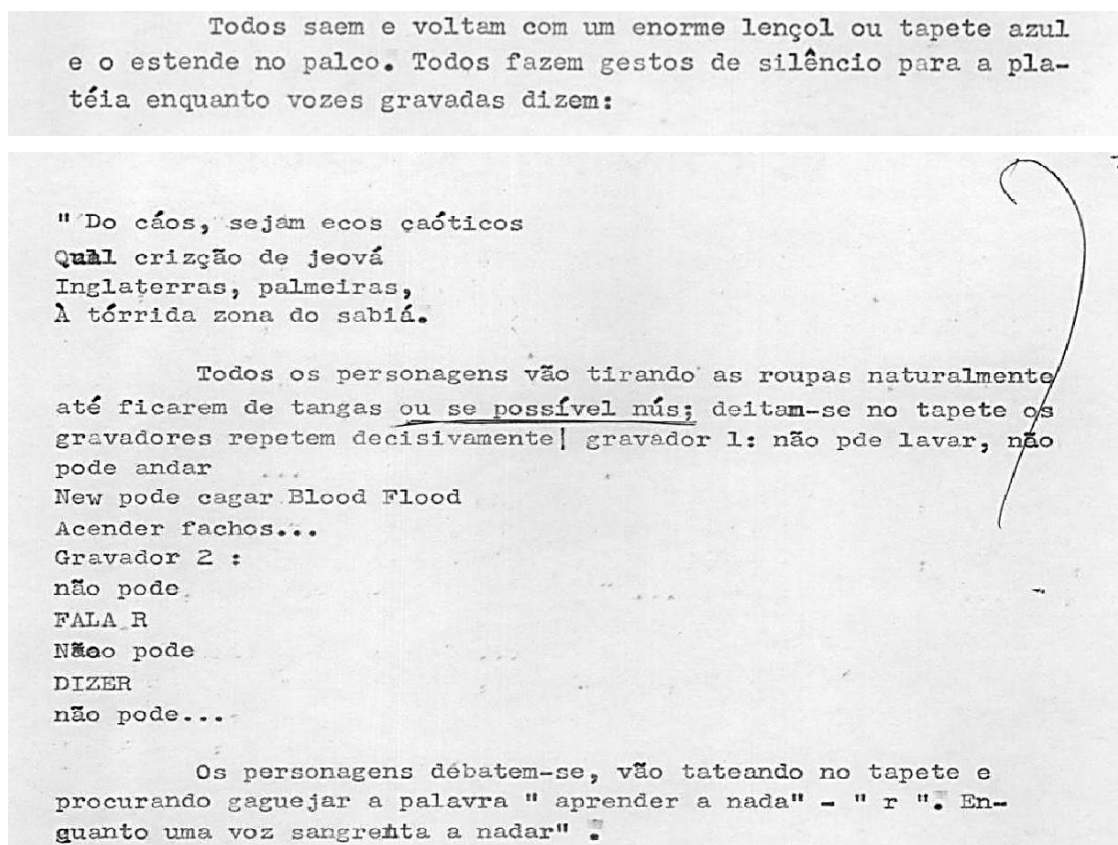 Todos saem e voltam com um enorme lençol ou tapete azul
e o estende no palco. Todos fazem gestos de silêncio para a pla-
téia enquanto vozes gravadas dizem:
" Do cáos, sejam ecos caóticos
Qual crizção de jeová
Inglaterras, palmeiras,
À tórrida zona do sabiá.
Todos os personagens vão tirando as roupas naturalmente
até ficarem de tangas ou se possível nús; deitam-se no tapete os
gravadores repetem decisivamente| gravador 1: não pde lavar, não
pode andar
New pode cagar Blood Flood
Acender fachos...
Gravador 2 :
não pode
FALA R
Nãoo pode
DIZER
não pode...
Os personagens débatem-se, vão tateando no tapete e
procurando gaguejar a palavra " aprender a nada" - " r ". En-
quanto uma voz sangrenta a nadar" .